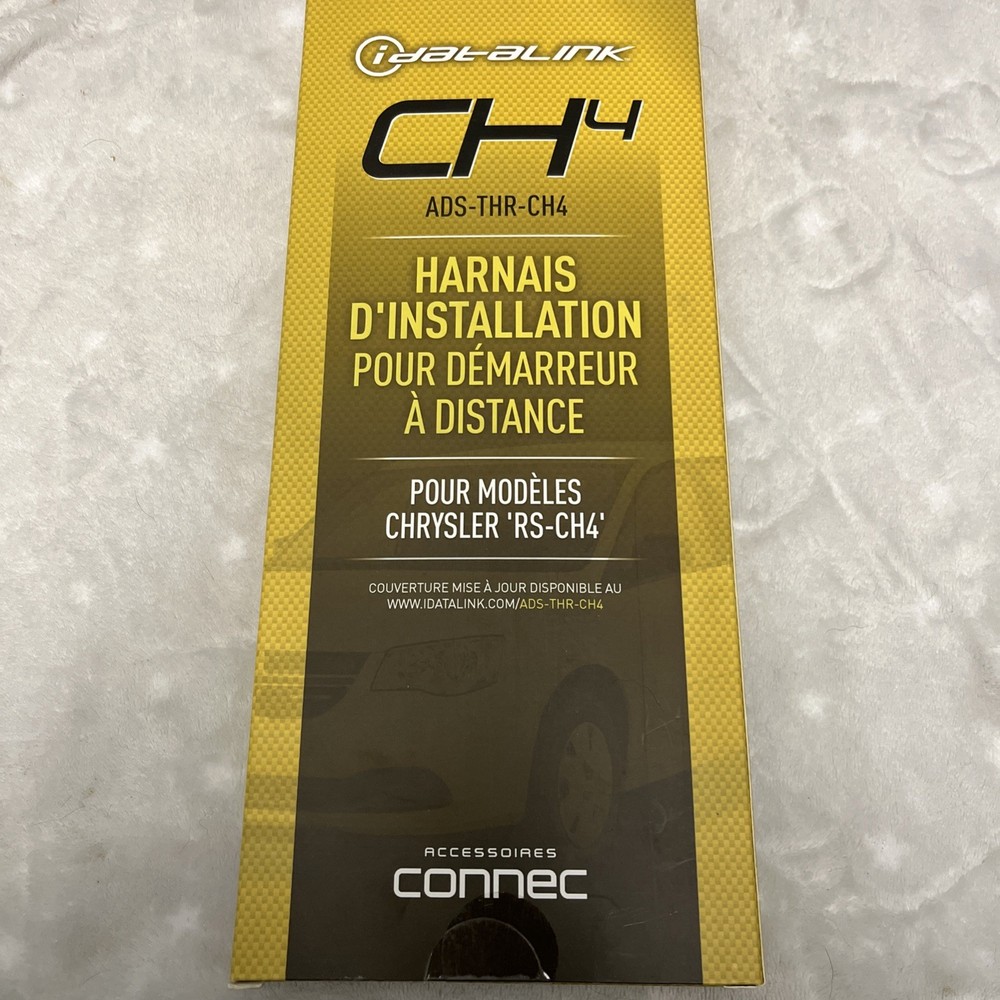 iDATALINK
CH4
ADS-THR-CH4
HARNAIS
D'INSTALLATION
POUR DÉMARREUR
À DISTANCE
POUR MODÈLES
CHRYSLER 'RS-CH4'
COUVERTURE MISE À JOUR DISPONIBLE AU
WWW.IDATALINK.COM/ADS-THR-CH4
ACCESSOIRES
connec